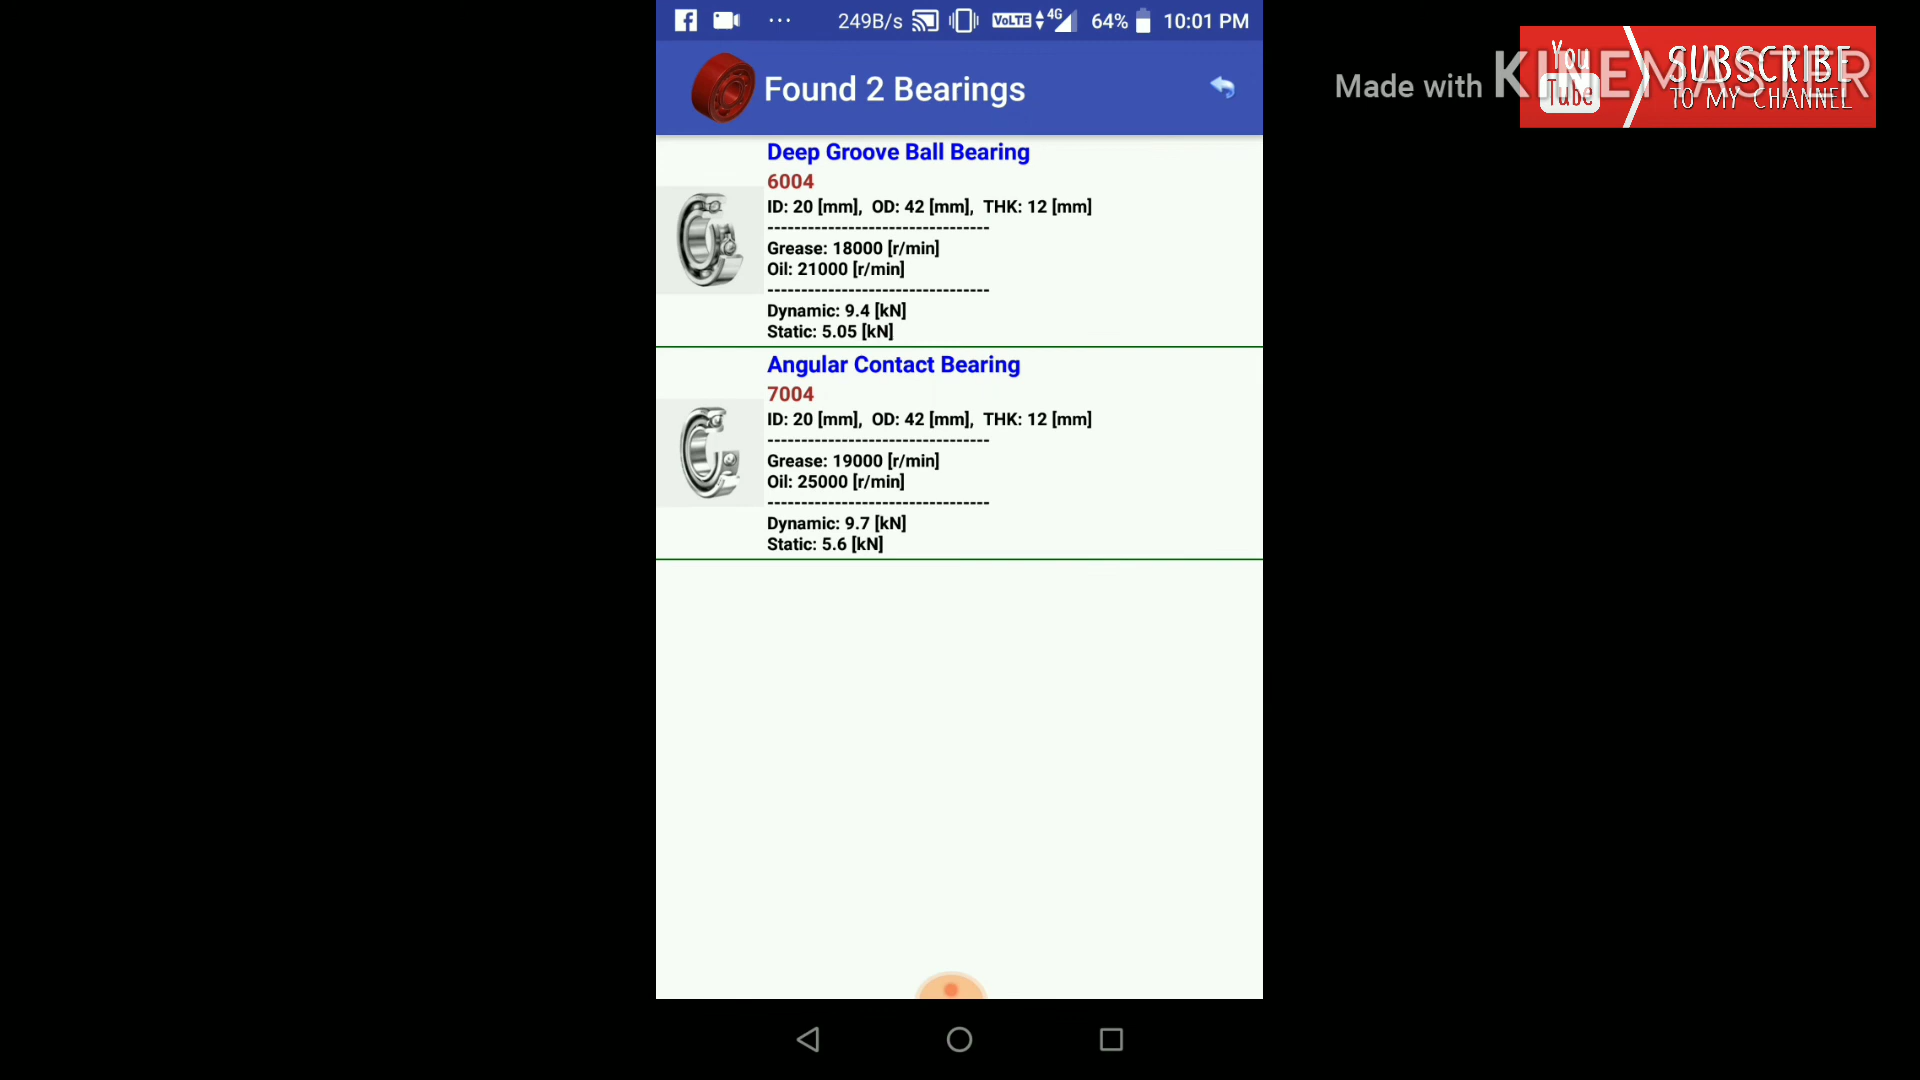 249B/s VoLTE 4G 64% 10:01 PM
Found 2 Bearings
Made with KINEMASTER
You Tube SUBSCRIBE
TO MY CHANNEL
Deep Groove Ball Bearing
6004
ID: 20 [mm], OD: 42 [mm], THK: 12 [mm]
---------------------------------
Grease: 18000 [r/min]
Oil: 21000 [r/min]
---------------------------------
Dynamic: 9.4 [kN]
Static: 5.05 [kN]
Angular Contact Bearing
7004
ID: 20 [mm], OD: 42 [mm], THK: 12 [mm]
---------------------------------
Grease: 19000 [r/min]
Oil: 25000 [r/min]
---------------------------------
Dynamic: 9.7 [kN]
Static: 5.6 [kN]